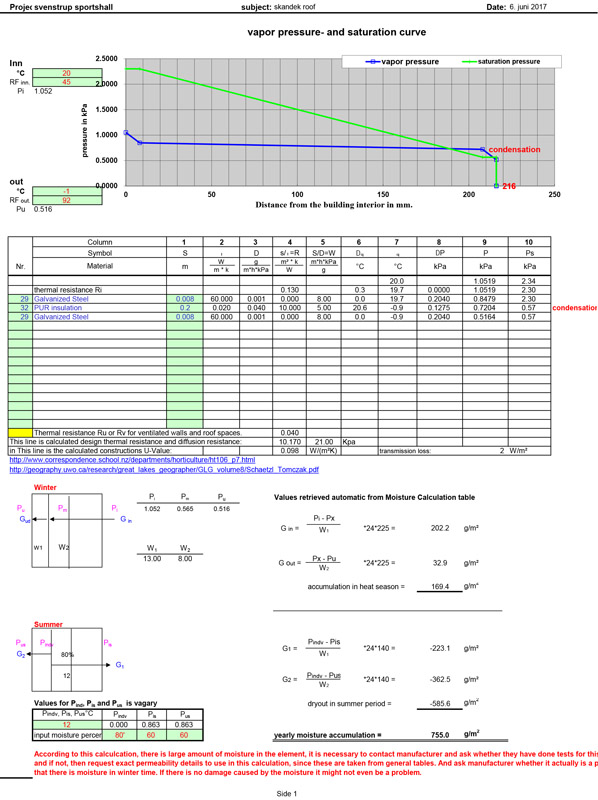 Projec svenstrup sportshall subject: skandek roof Date: 6. juni 2017
vapor pressure- and saturation curve
Inn
°C 20
RF inn. 45
Pi 1.052
out
°C -1
RF out 92
Pu 0.516
pressure in kPa
2.5000
2.0000
1.5000
1.0000
0.5000
0.0000
0 50 100 150 200 250
vapor pressure saturation pressure
condensation
216
Distance from the building interior in mm.
Column 1 2 3 4 5 6 7 8 9 10
Symbol S D s/ =R S/D=W D DP P Ps
Nr. Material m W/m * k g/m*h*kPa m² * k/W m*h*kPa/g °C °C kPa kPa kPa
20.0 1.0519 2.34
thermal resistance Ri 0.130 0.3 19.7 0.0000 1.0519 2.30
29 Galvanized Steel 0.008 60.000 0.001 0.000 8.00 0.0 19.7 0.2040 0.8479 2.30
32 PUR insulation 0.2 0.020 0.040 10.000 5.00 20.6 -0.9 0.1275 0.7204 0.57 condensation
29 Galvanized Steel 0.008 60.000 0.001 0.000 8.00 0.0 -0.9 0.2040 0.5164 0.57
Thermal resistance Ru or Rv for ventilated walls and roof spaces. 0.040
This line is calculated design thermal resistance and diffusion resistance: 10.170 21.00 Kpa
in This line is the calculated constructions U-Value: 0.098 W/(m²K) transmission loss: 2 W/m²
http://www.correspondence.school.nz/departments/horticulture/ht106_p7.html
http://geography.uwo.ca/research/great_lakes_geographer/GLG_volume8/Schaetzl_Tomczak.pdf
Winter
Pu Pm Pi
Gud G in
W1 W2
Pi Pm Pu
1.052 0.565 0.516
W1 W2
13.00 8.00
Values retrieved automatic from Moisture Calculation table
G in = Pi - Px / W1 *24*225 = 202.2 g/m²
G out = Px - Pu / W2 *24*225 = 32.9 g/m²
accumulation in heat season = 169.4 g/m²
Summer
Pus Pindv Pis
G2 60% G1
12
G1 = Pindv - Pis / W1 *24*140 = -223.1 g/m²
G2 = Pindv - Pus / W2 *24*140 = -362.5 g/m²
dryout in summer period = -585.6 g/m²
Values for Pind, Pis and Pus is vagary
Pindv, Pis, Pus°C Pindv Pis Pus
12 0.000 0.863 0.863
input moisture percer 80' 60 60
yearly moisture accumulation = 755.0 g/m²
According to this calculcation, there is large amount of moisture in the element, it is necessary to contact manufacturer and ask whether they have done tests for this
and if not, then request exact permeability details to use in this calculation, since these are taken from general tables. And ask manufacturer whether it actually is a p
that there is moisture in winter time. If there is no damage caused by the moisture it might not even be a problem.
Side 1